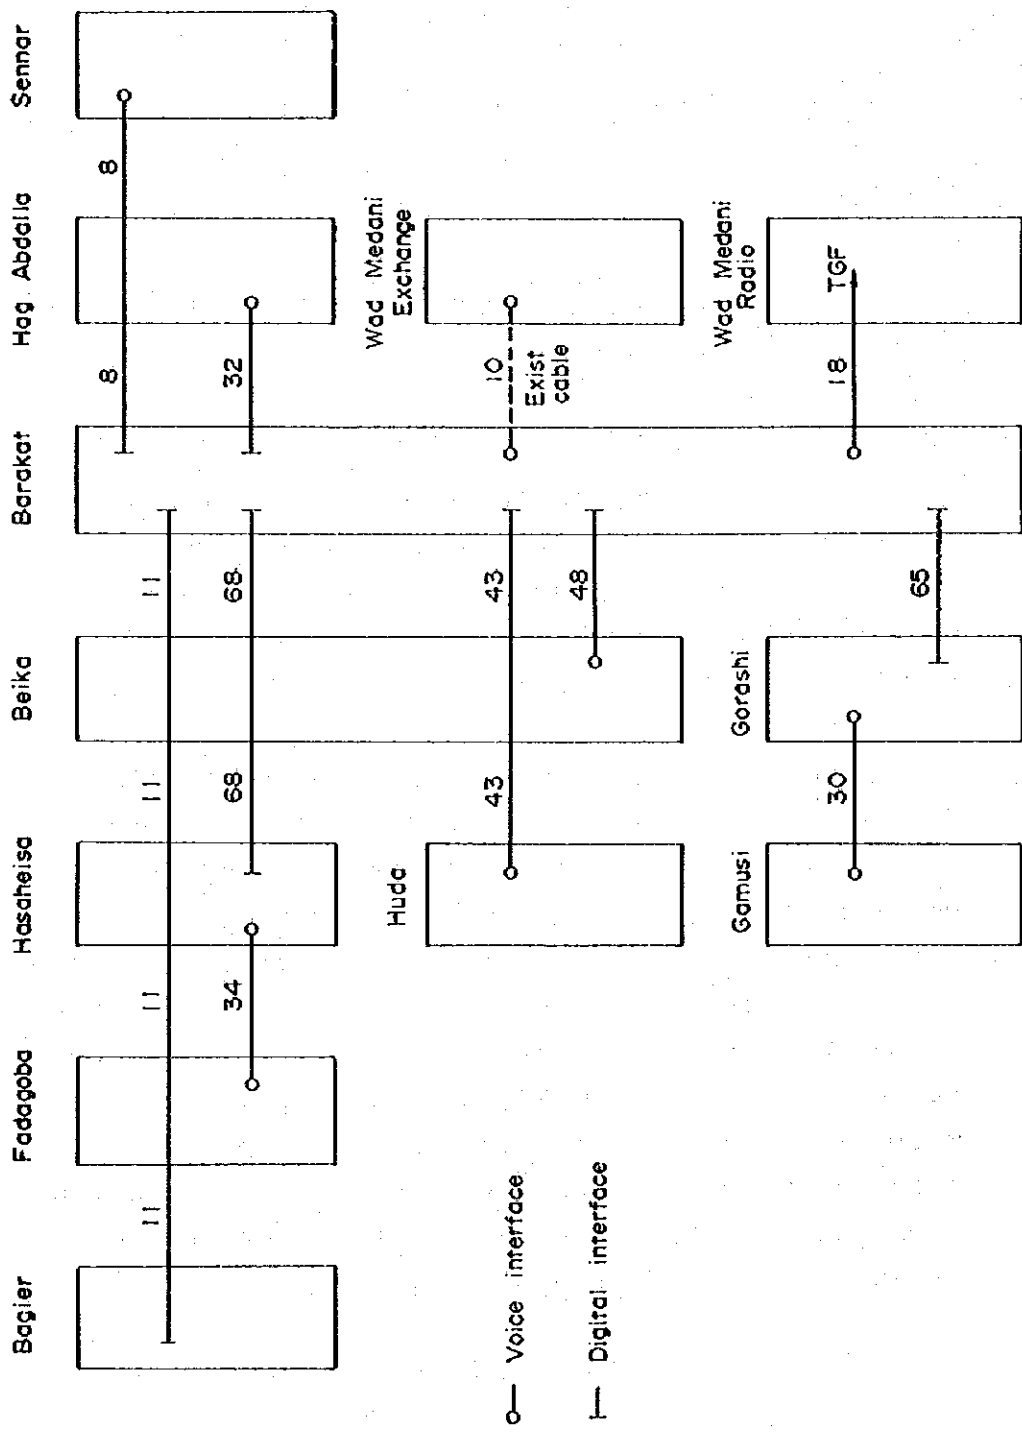 Bagier Fadagoba Hasaheisa Beika Barakat Hag Abdalla Sennar
8 8
11 11 11 11
34 68 68 32
Wad Medani
Exchange
Huda
43 43 10
Exist
cable
Voice interface
48
Digital interface
Wad Medani
Radio
Gamusi Gorashi
30 18 TGF
65